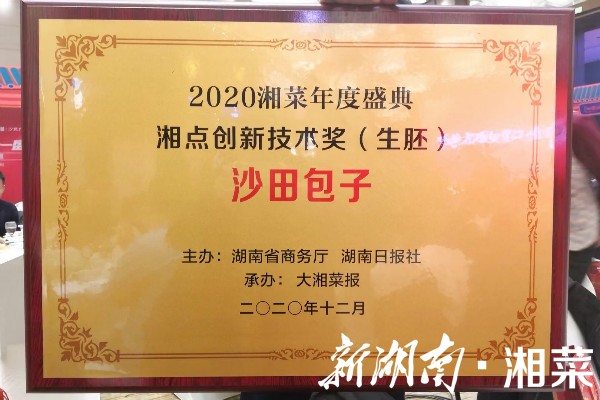 2020湘菜年度盛典
湘点创新技术奖（生胚）
沙田包子
主办：湖南省商务厅 湖南日报社
承办：大湘菜报
二〇二〇年十二月
新湖南·湘菜